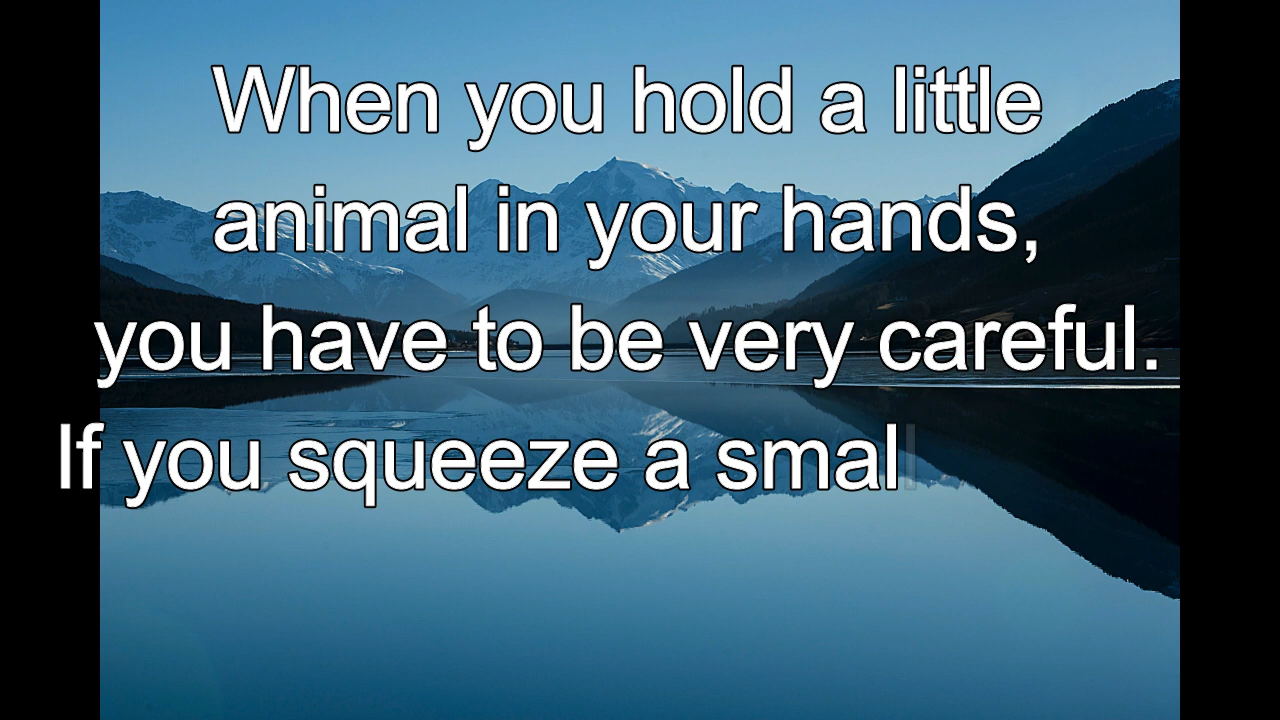 When you hold a little
animal in your hands,
you have to be very careful.
If you squeeze a small